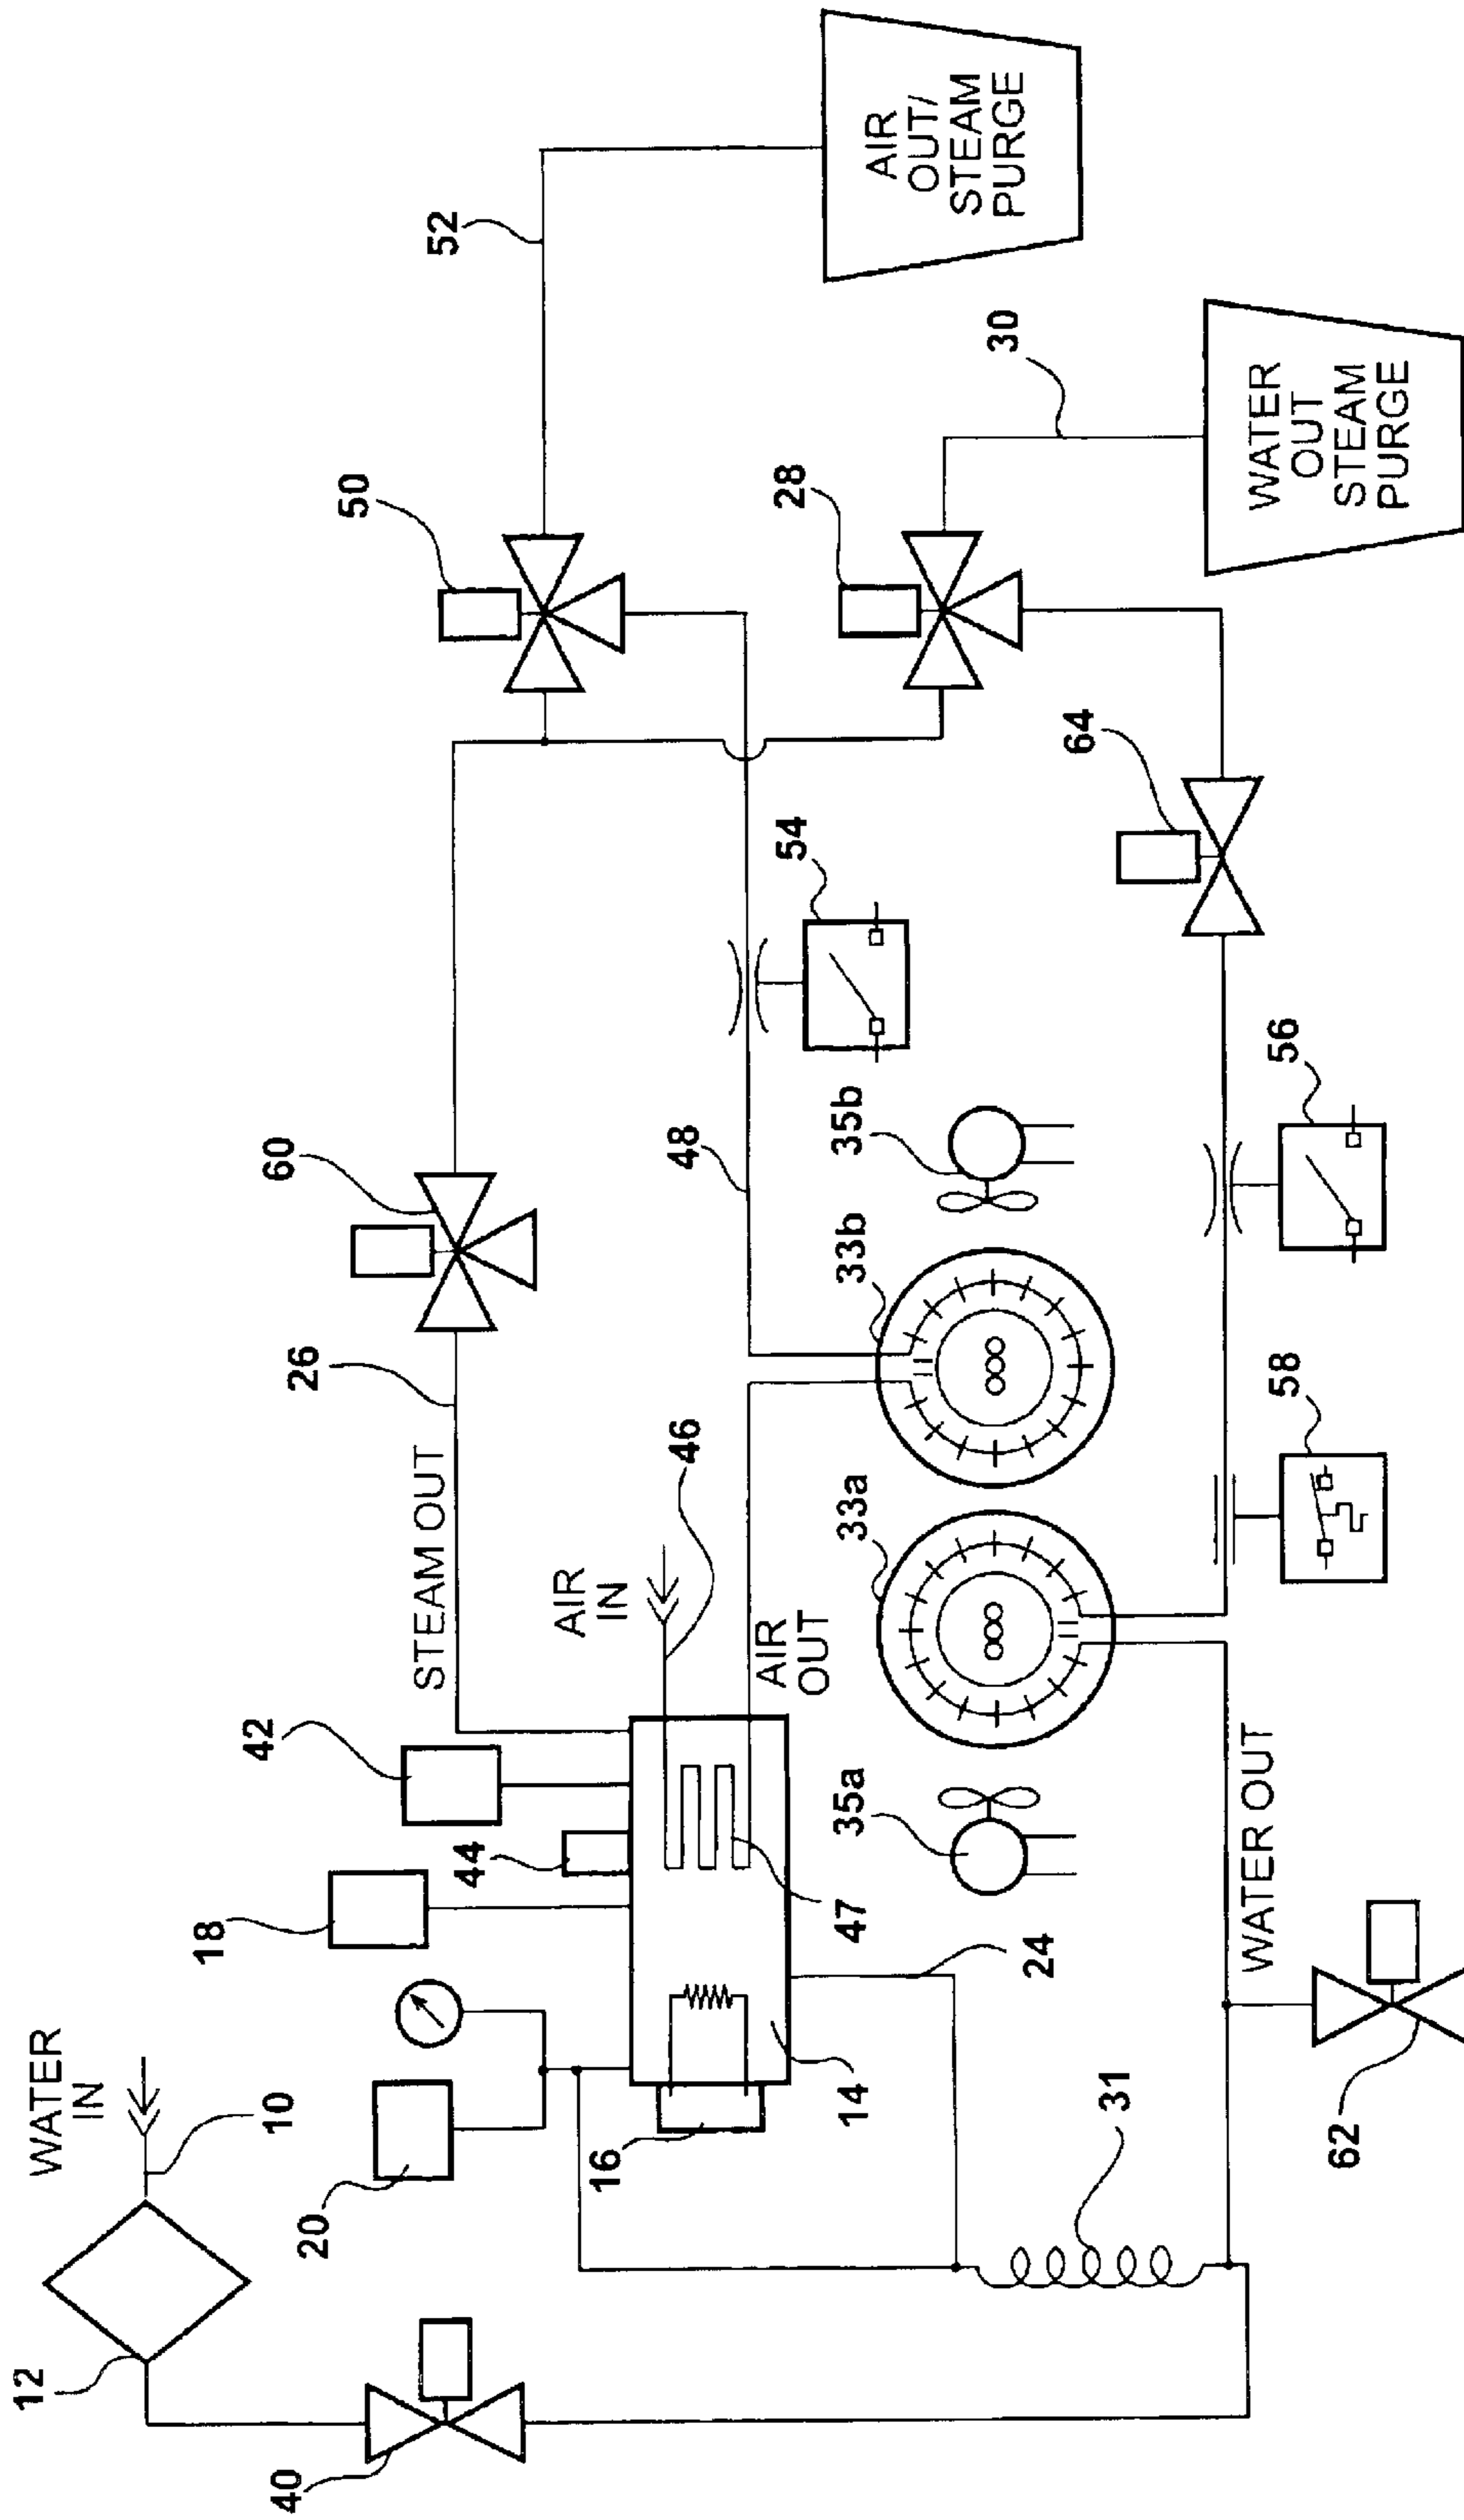 WATER
IN
10
12
40
20
18
42
44
16
14
47
24
31
62
STEAM OUT
AIR
IN
46
AIR
OUT
26
60
48
33a
33b
35a
35b
WATER OUT
58
56
54
64
50
28
52
30
AIR
OUT/
STEAM
PURGE
WATER
OUT
STEAM
PURGE